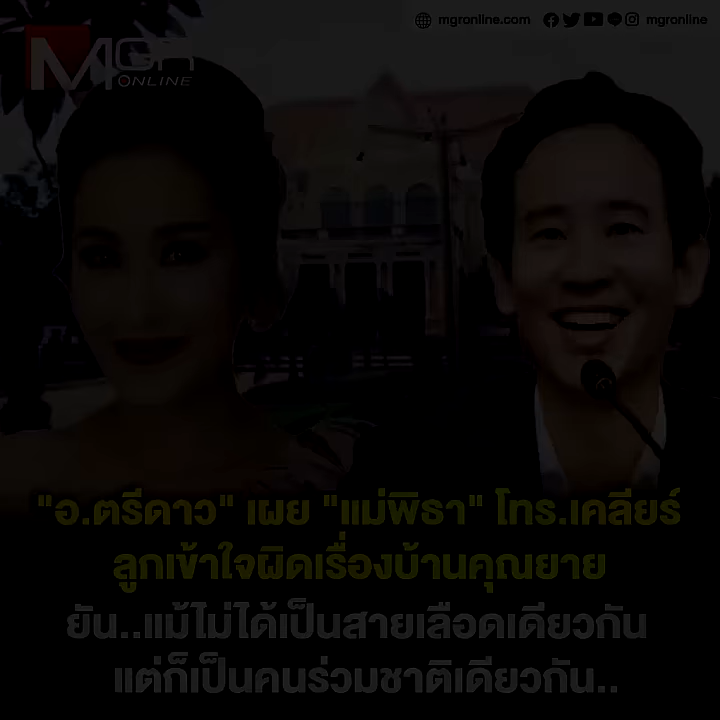 mgronline.com mgronline
MGR
ONLINE
"อ.ตรีดาว" เผย "แม่พิธา" โทร.เคลียร์
ลูกเข้าใจผิดเรื่องบ้านคุณยาย
ยัน..แม้ไม่ได้เป็นสายเลือดเดียวกัน
แต่ก็เป็นคนร่วมชาติเดียวกัน..